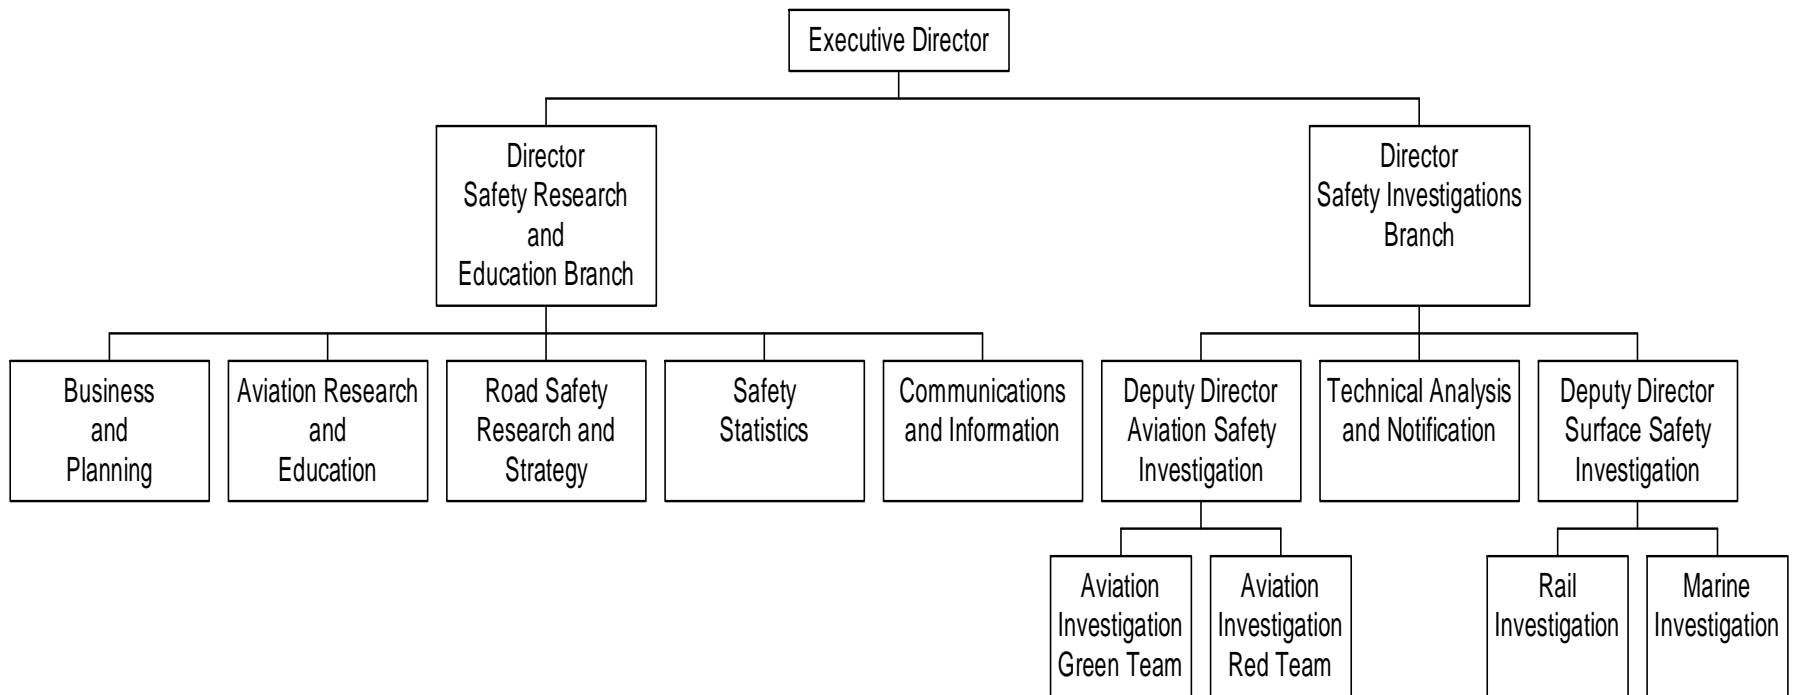 Executive Director
Director
Safety Research
and
Education Branch
Director
Safety Investigations
Branch
Business
and
Planning
Aviation Research
and
Education
Road Safety
Research and
Strategy
Safety
Statistics
Communications
and Information
Deputy Director
Aviation Safety
Investigation
Technical Analysis
and Notification
Deputy Director
Surface Safety
Investigation
Aviation
Investigation
Green Team
Aviation
Investigation
Red Team
Rail
Investigation
Marine
Investigation